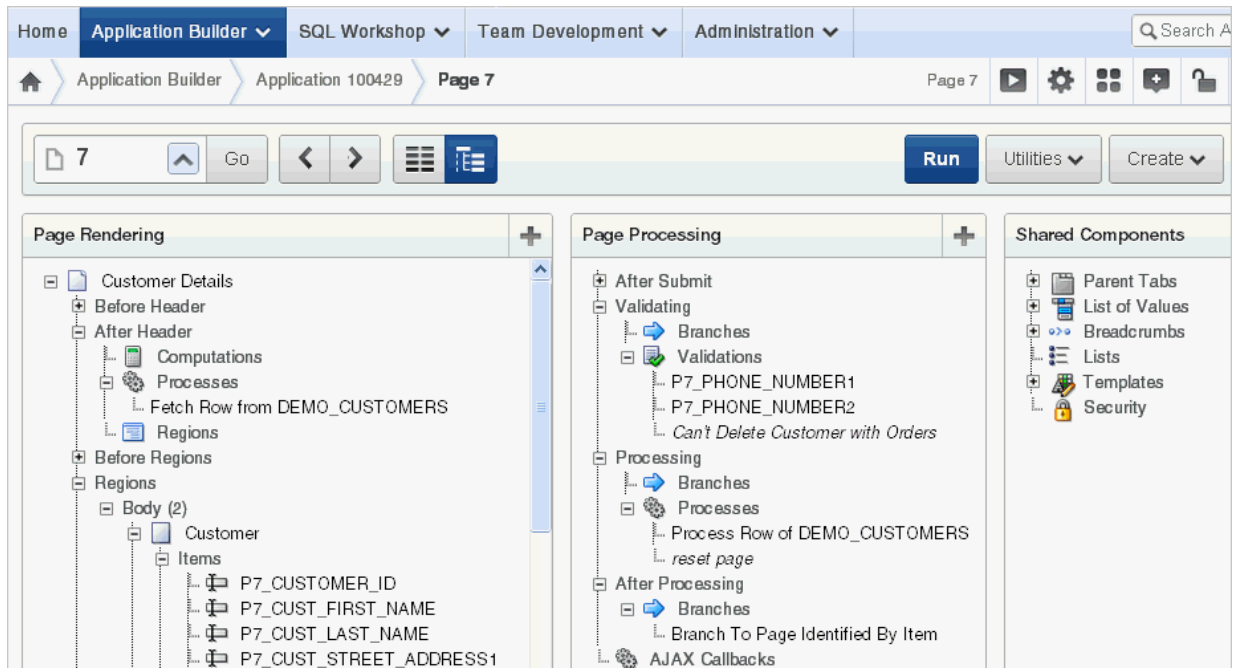 Home Application Builder SQL Workshop Team Development Administration Search A
Application Builder Application 100429 Page 7 Page 7
7 Go Run Utilities Create
Page Rendering
Customer Details
Before Header
After Header
Computations
Processes
Fetch Row from DEMO_CUSTOMERS
Regions
Before Regions
Regions
Body (2)
Customer
Items
P7_CUSTOMER_ID
P7_CUST_FIRST_NAME
P7_CUST_LAST_NAME
P7_CUST_STREET_ADDRESS1
Page Processing
After Submit
Validating
Branches
Validations
P7_PHONE_NUMBER1
P7_PHONE_NUMBER2
Can't Delete Customer with Orders
Processing
Branches
Processes
Process Row of DEMO_CUSTOMERS
reset page
After Processing
Branches
Branch To Page Identified By Item
AJAX Callbacks
Shared Components
Parent Tabs
List of Values
Breadcrumbs
Lists
Templates
Security